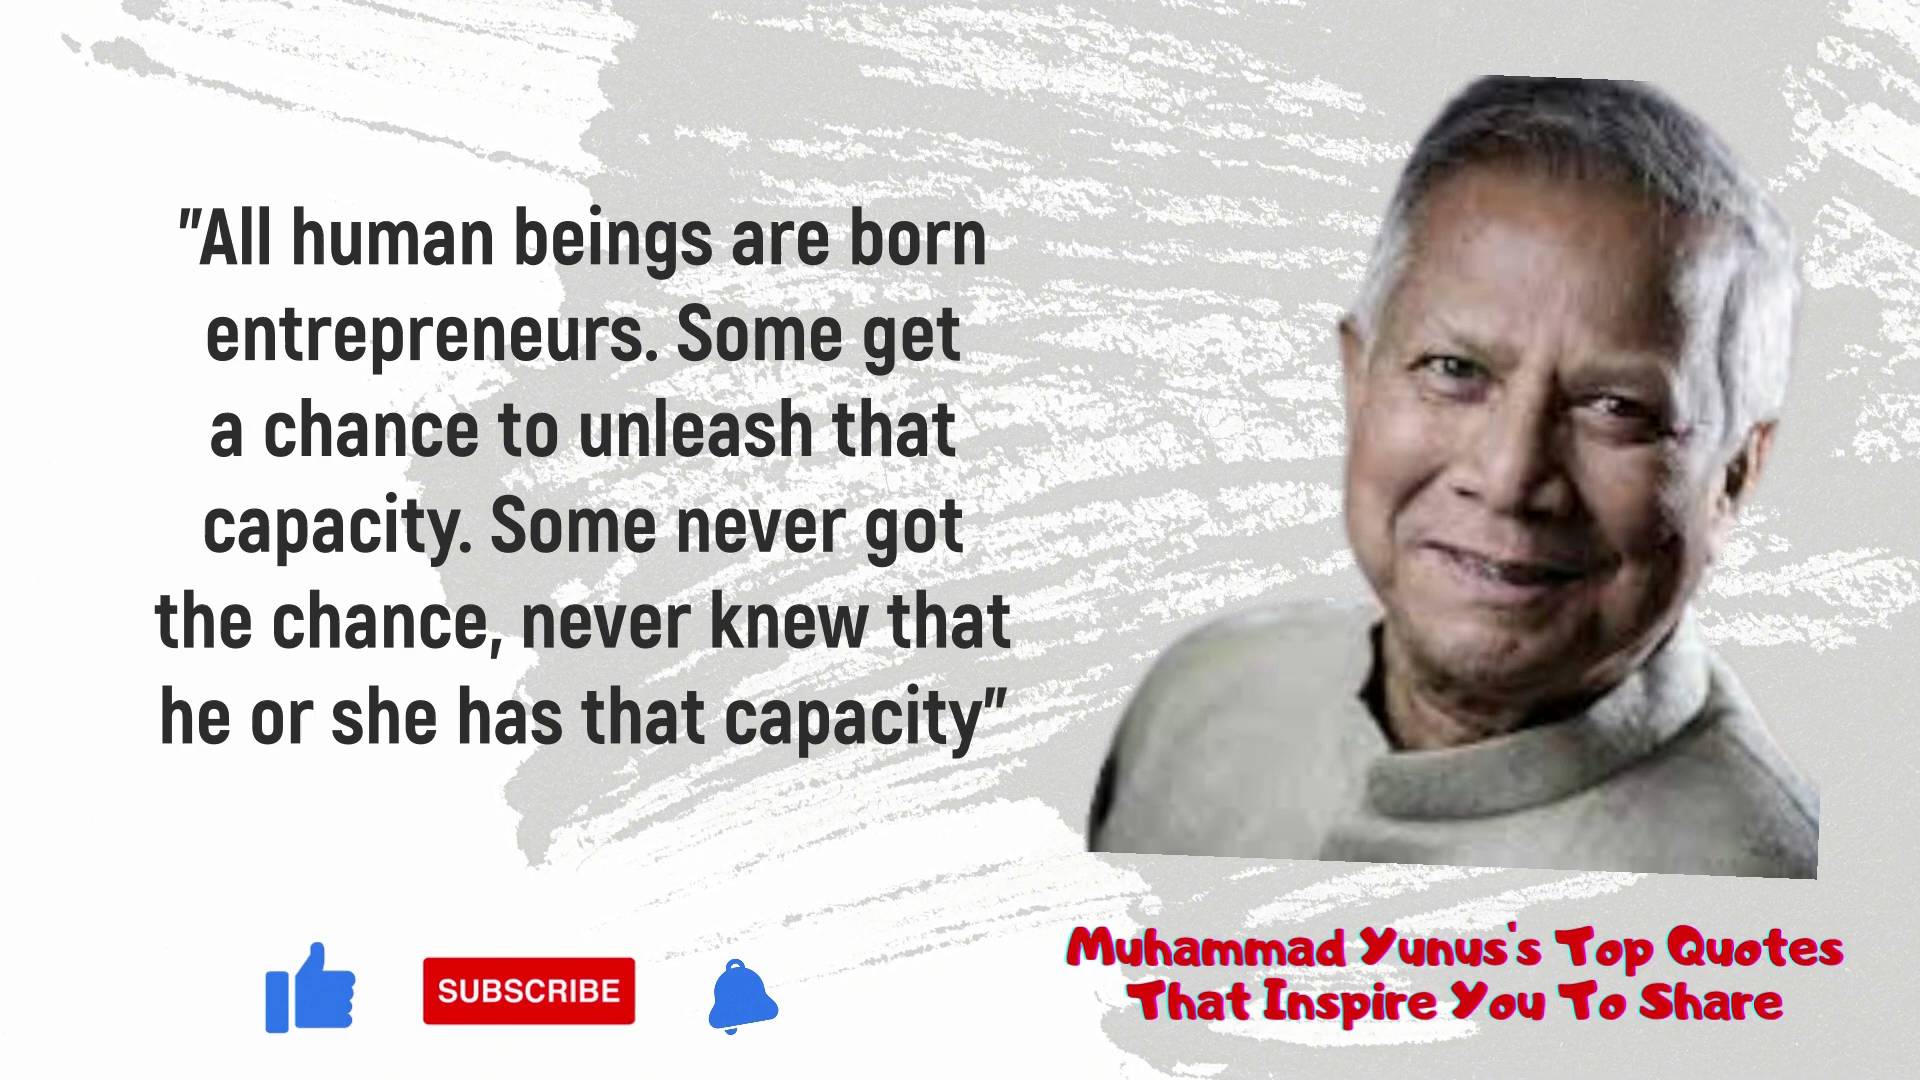 "All human beings are born
entrepreneurs. Some get
a chance to unleash that
capacity. Some never got
the chance, never knew that
he or she has that capacity"
SUBSCRIBE
Muhammad Yunus's Top Quotes
That Inspire You To Share